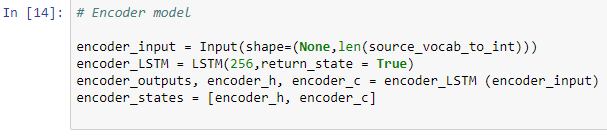 In [14]: # Encoder model
encoder_input = Input(shape=(None,len(source_vocab_to_int)))
encoder_LSTM = LSTM(256,return_state = True)
encoder_outputs, encoder_h, encoder_c = encoder_LSTM (encoder_input)
encoder_states = [encoder_h, encoder_c]